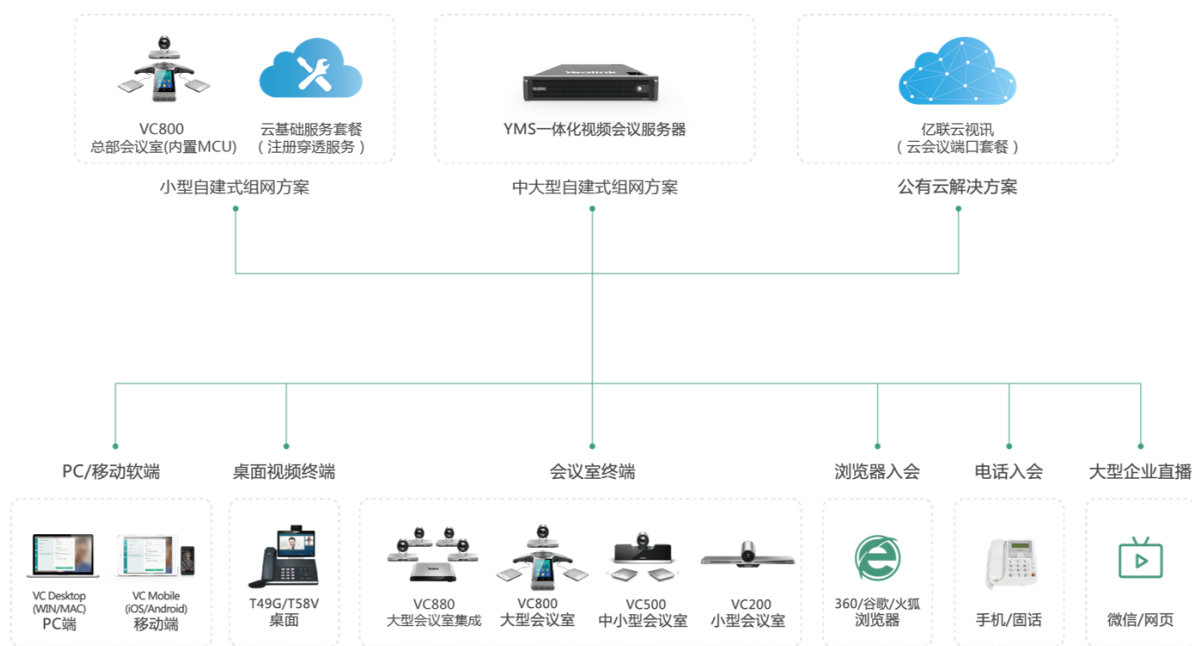 Yealink
VC800
总部会议室(内置MCU)
云基础服务套餐
（注册穿透服务）
YMS一体化视频会议服务器
亿联云视讯
（云会议端口套餐）
小型自建式组网方案
中大型自建式组网方案
公有云解决方案
PC/移动软端
桌面视频终端
会议室终端
浏览器入会
电话入会
大型企业直播
VC Desktop
(WIN/MAC)
PC端
VC Mobile
(iOS/Android)
移动端
T49G/T58V
桌面
VC880
大型会议室集成
VC800
大型会议室
VC500
中小型会议室
VC200
小型会议室
360/谷歌/火狐
浏览器
手机/固话
微信/网页